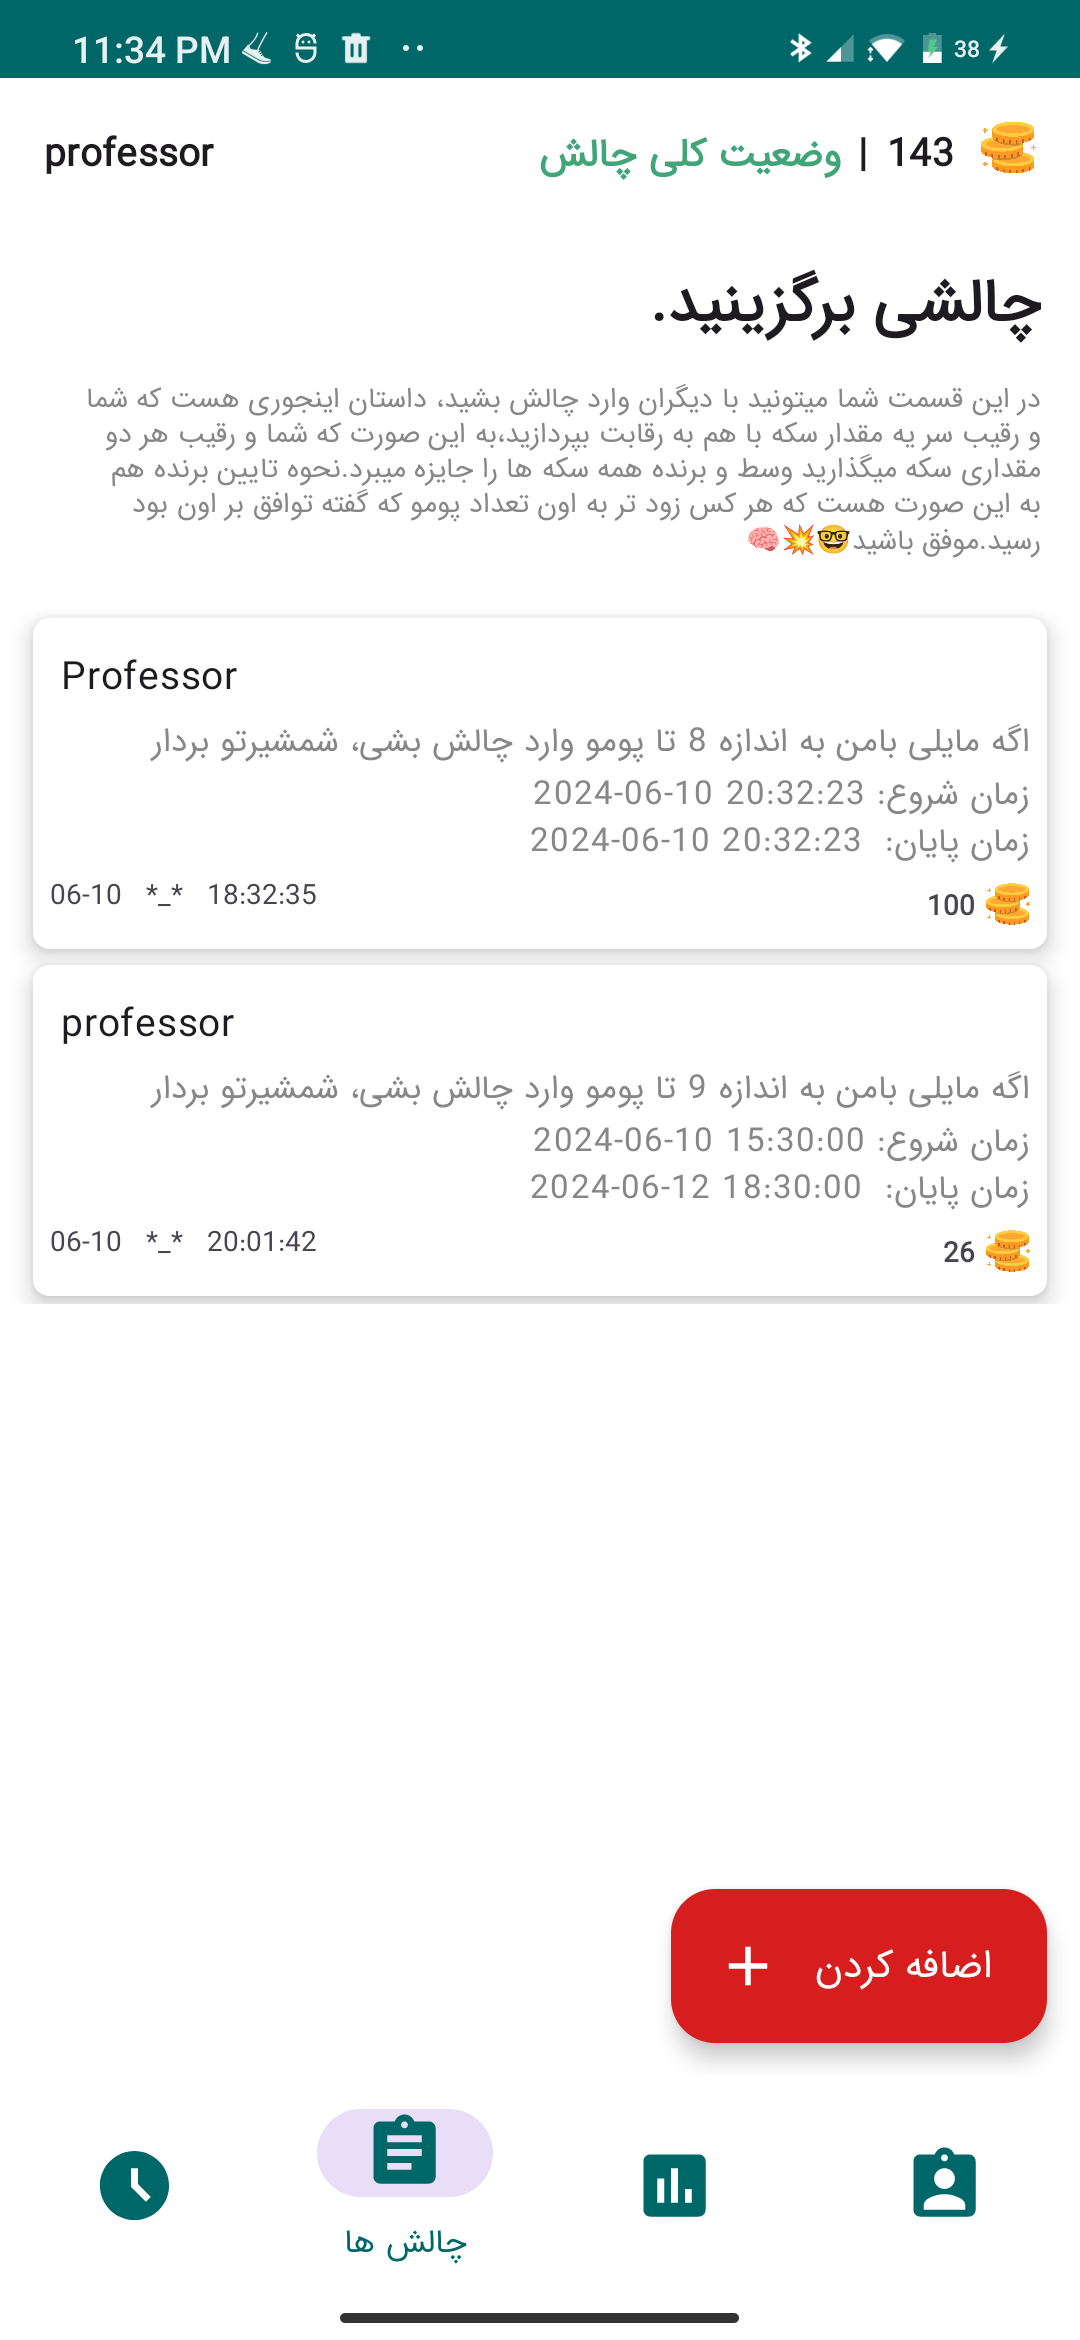 11:34 PM
38
professor
143 | وضعیت کلی چالش
چالشی برگزینید.
در این قسمت شما میتونید با دیگران وارد چالش بشید، داستان اینجوری هست که شما
و رقیب سر یه مقدار سکه با هم به رقابت بپردازید،به این صورت که شما و رقیب هر دو
مقداری سکه میگذارید وسط و برنده همه سکه ها را جایزه میبرد.نحوه تایین برنده هم
به این صورت هست که هر کس زود تر به اون تعداد پومو که گفته توافق بر اون بود
رسید.موفق باشید🤓💥🧠
Professor
اگه مایلی بامن به اندازه 8 تا پومو وارد چالش بشی، شمشیرتو بردار
زمان شروع: 2024-06-10 20:32:23
زمان پایان: 2024-06-10 20:32:23
06-10 *_* 18:32:35
100
professor
اگه مایلی بامن به اندازه 9 تا پومو وارد چالش بشی، شمشیرتو بردار
زمان شروع: 2024-06-10 15:30:00
زمان پایان: 2024-06-12 18:30:00
06-10 *_* 20:01:42
26
اضافه کردن +
چالش ها